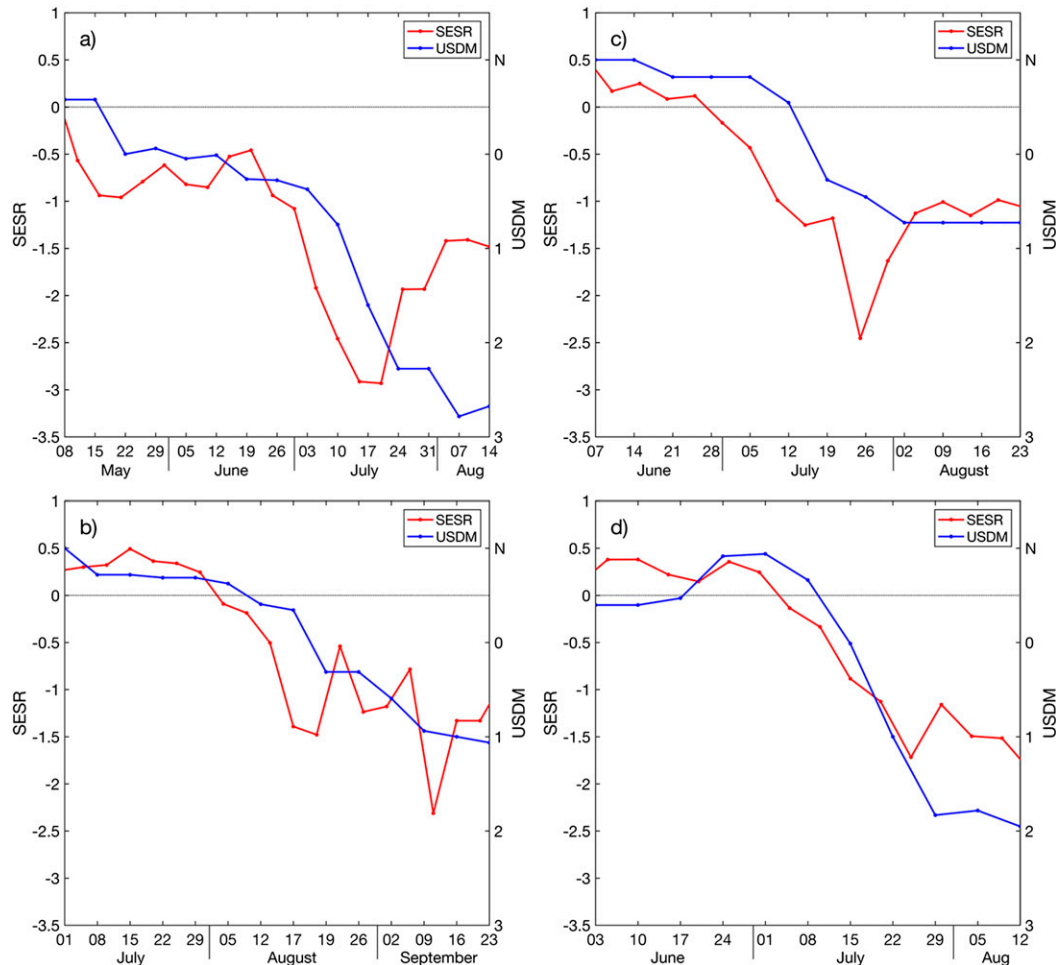 a)
SESR
USDM
1
0.5
0
-0.5
-1
-1.5
-2
-2.5
-3
-3.5
SESR
N
0
1
2
3
USDM
08 15 22 29 05 12 19 26 03 10 17 24 31 07 14
May June July Aug
c)
SESR
USDM
1
0.5
0
-0.5
-1
-1.5
-2
-2.5
-3
-3.5
SESR
N
0
1
2
3
USDM
07 14 21 28 05 12 19 26 02 09 16 23
June July August
b)
SESR
USDM
1
0.5
0
-0.5
-1
-1.5
-2
-2.5
-3
-3.5
SESR
N
0
1
2
3
USDM
01 08 15 22 29 05 12 17 19 26 02 09 16 23
July August September
d)
SESR
USDM
1
0.5
0
-0.5
-1
-1.5
-2
-2.5
-3
-3.5
SESR
N
0
1
2
3
USDM
03 10 17 24 01 08 15 22 29 05 12
June July Aug